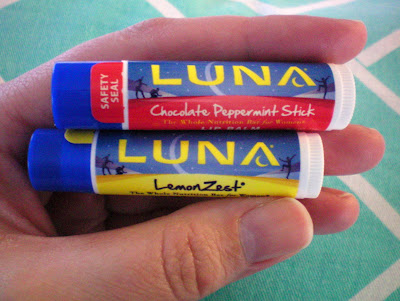 SAFETY
SEAL
LUNA
Chocolate Peppermint Stick
The Whole Nutrition Bar for Women
LIP BALM
LUNA
LemonZest
The Whole Nutrition Bar for Women